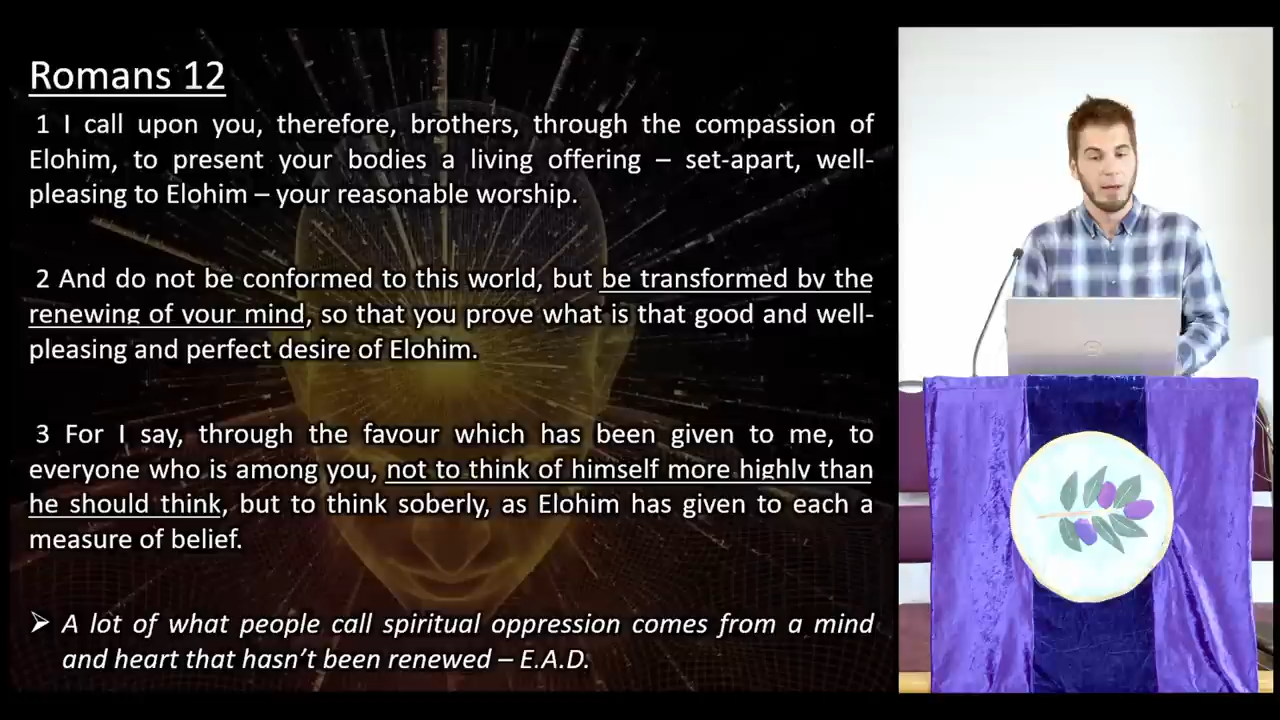 Romans 12
1 I call upon you, therefore, brothers, through the compassion of
Elohim, to present your bodies a living offering – set-apart, well-
pleasing to Elohim – your reasonable worship.
2 And do not be conformed to this world, but be transformed by the
renewing of your mind, so that you prove what is that good and well-
pleasing and perfect desire of Elohim.
3 For I say, through the favour which has been given to me, to
everyone who is among you, not to think of himself more highly than
he should think, but to think soberly, as Elohim has given to each a
measure of belief.
➢ A lot of what people call spiritual oppression comes from a mind
and heart that hasn’t been renewed – E.A.D.